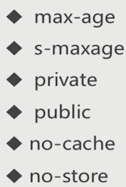 ◆ max-age
◆ s-maxage
◆ private
◆ public
◆ no-cache
◆ no-store